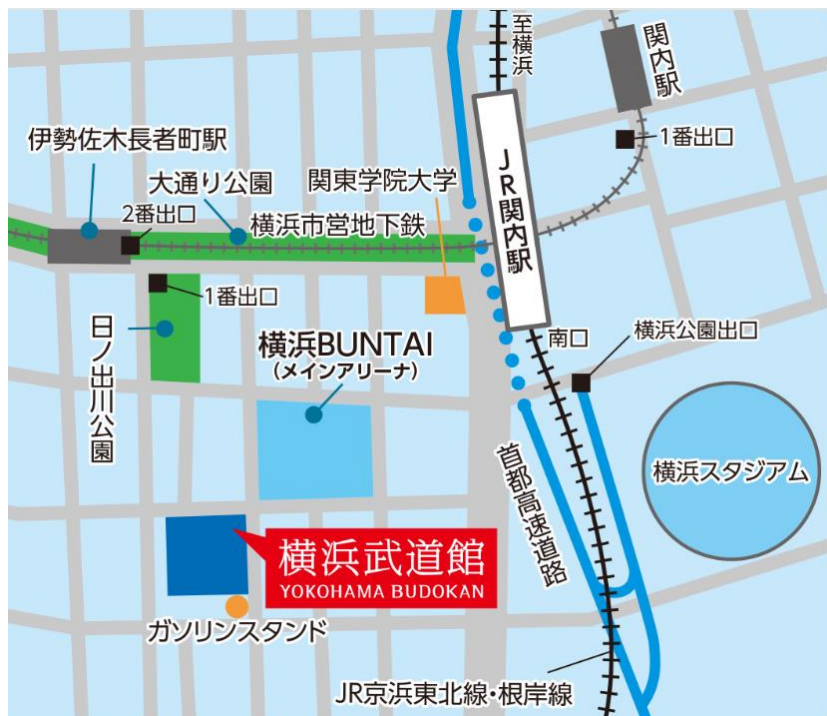 至横浜
関内駅
1番出口
伊勢佐木長者町駅
大通り公園
関東学院大学
2番出口
横浜市営地下鉄
JR関内駅
1番出口
日ノ出川公園
横浜BUNTAI
（メインアリーナ）
南口
横浜公園出口
横浜スタジアム
首都高速道路
横浜武道館
YOKOHAMA BUDOKAN
ガソリンスタンド
JR京浜東北線・根岸線